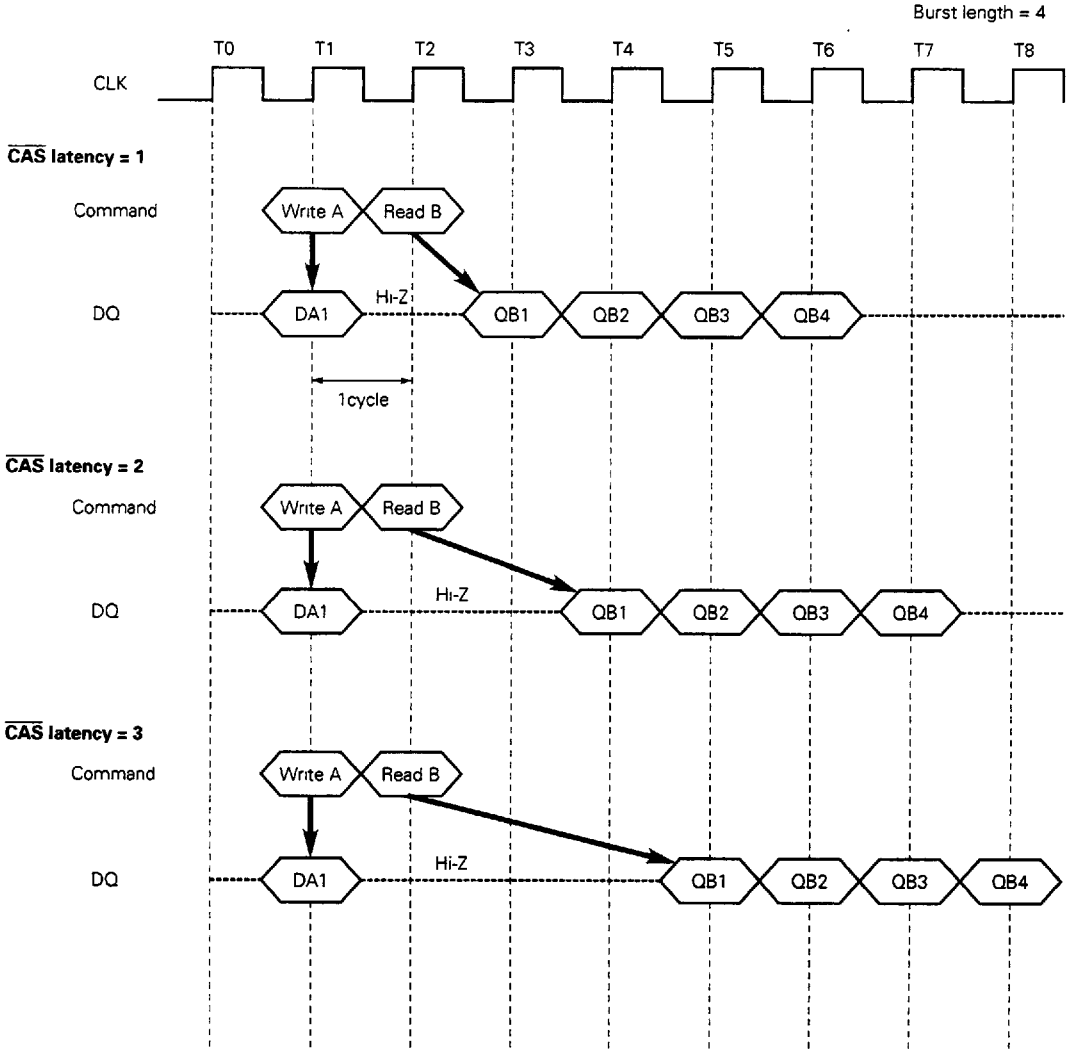 Burst length = 4
T0 T1 T2 T3 T4 T5 T6 T7 T8
CLK
CAS latency = 1
Command Write A Read B
DQ DA1 Hi-Z QB1 QB2 QB3 QB4
1cycle
CAS latency = 2
Command Write A Read B
DQ DA1 Hi-Z QB1 QB2 QB3 QB4
CAS latency = 3
Command Write A Read B
DQ DA1 Hi-Z QB1 QB2 QB3 QB4